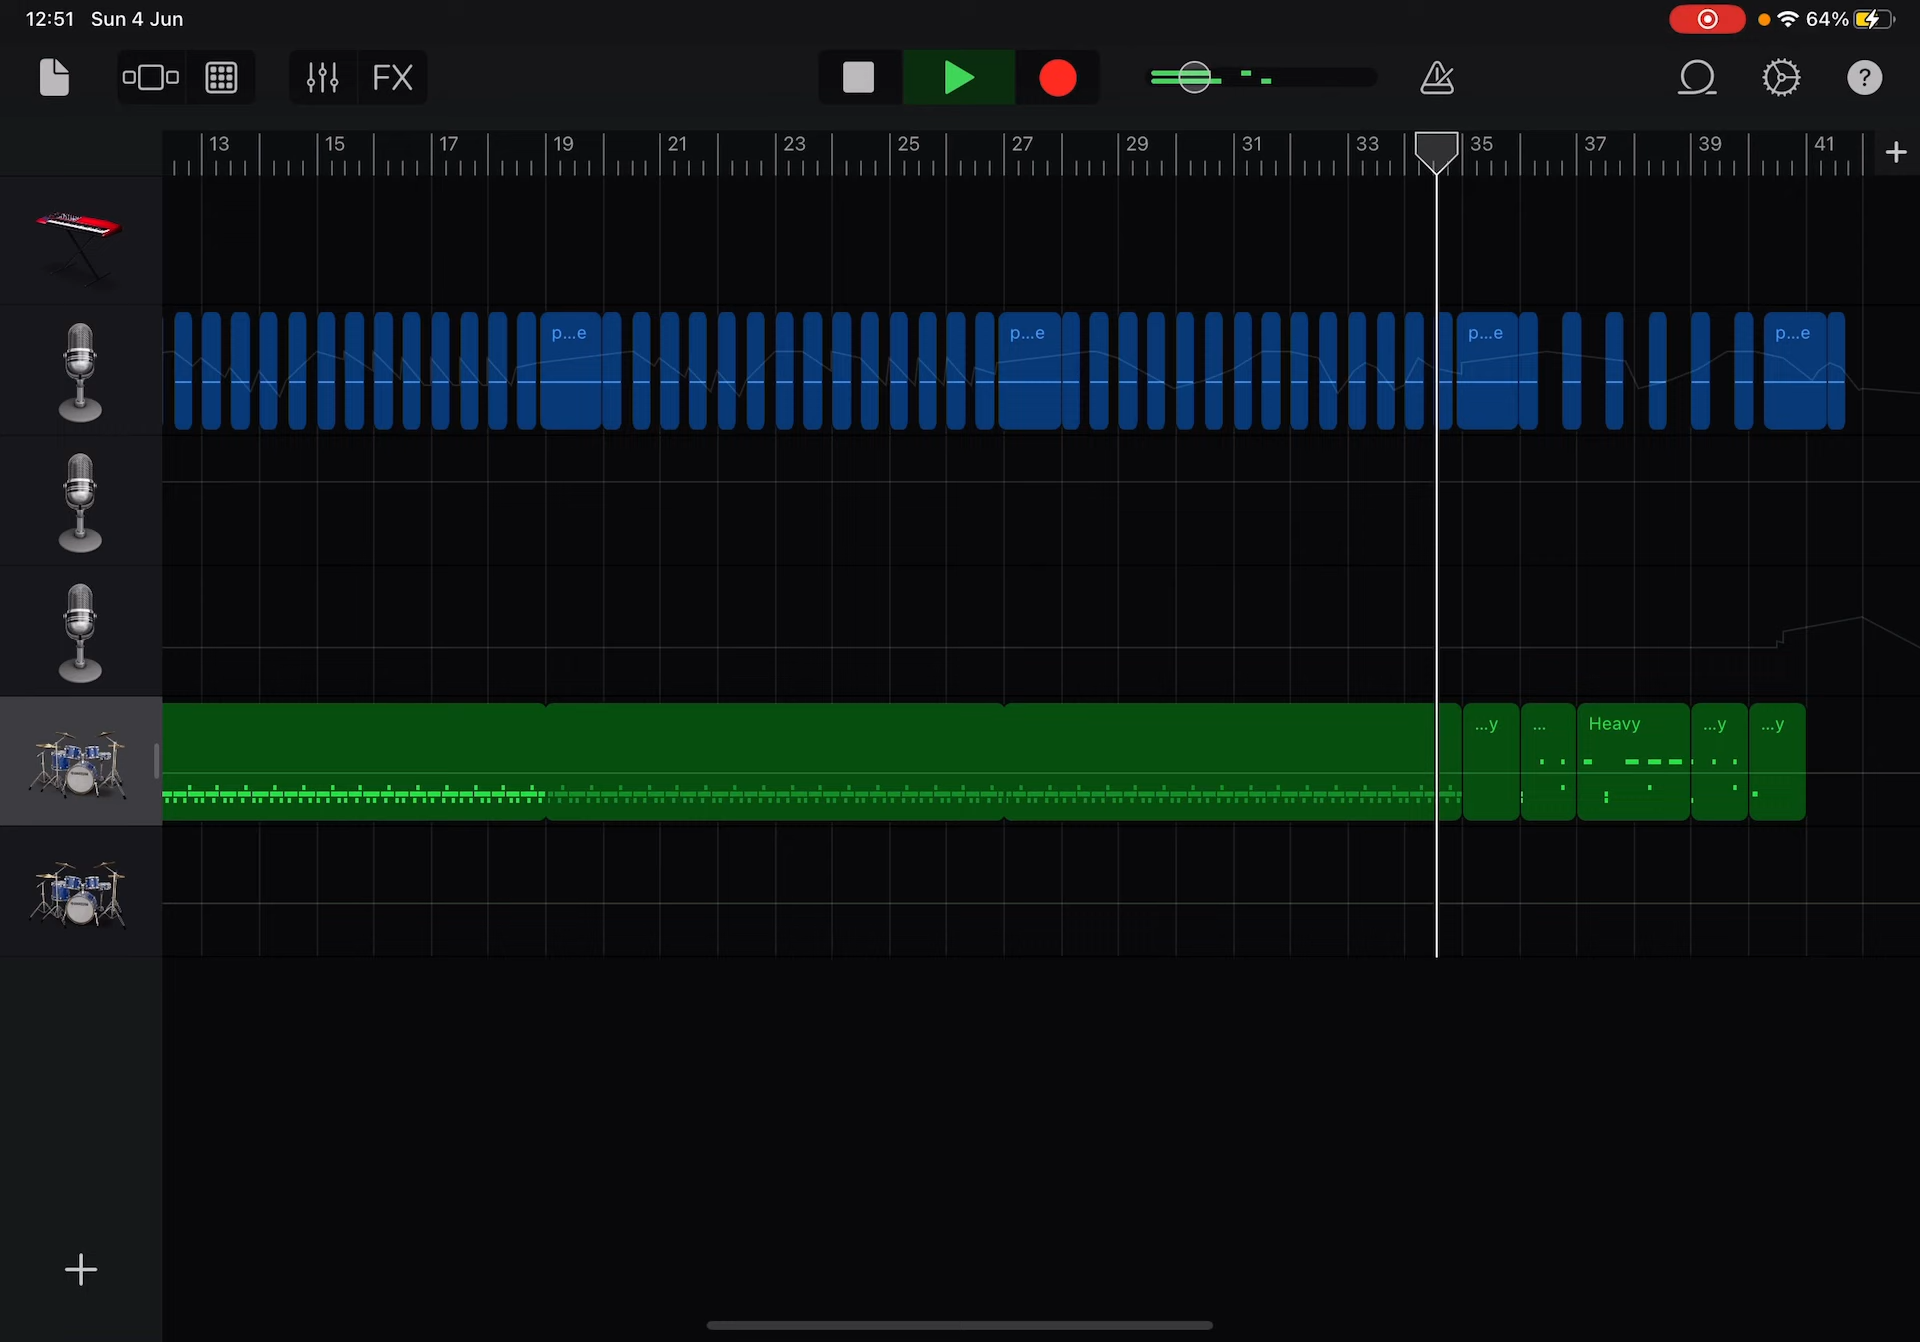 12:51 Sun 4 Jun
64%
FX
?
13 15 17 19 21 23 25 27 29 31 33 35 37 39 41
p...e p...e p...e p...e
...y ... Heavy ...y ...y